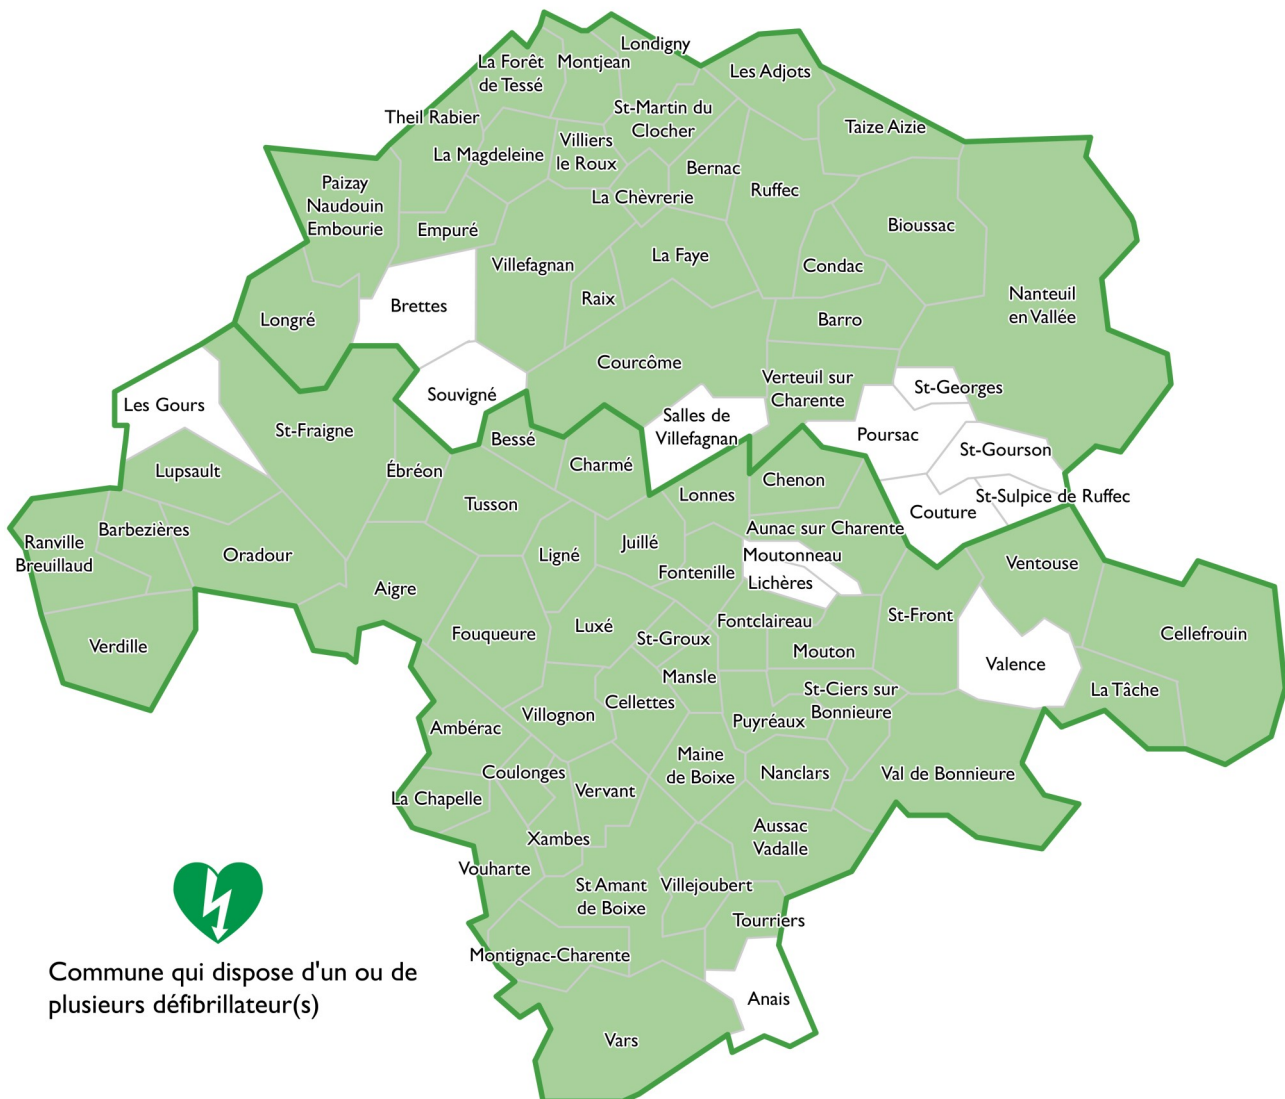 Londigny
La Forêt
de Tessé
Montjean
Les Adjots
Theil Rabier
St-Martin du
Clocher
Taize Aizie
La Magdeleine
Villiers
le Roux
Bernac
Ruffec
Paizay
Naudouin
Embourie
La Chèvrerie
Empuré
Bioussac
Villefagnan
La Faye
Condac
Raix
Nanteuil
en Vallée
Brettes
Longré
Barro
Courcôme
Verteuil sur
Charente
St-Georges
Souvigné
Les Gours
Salles de
Villefagnan
St-Fraigne
Poursac
Bessé
St-Gourson
Lupsault
Ébréon
Charmé
Chenon
Lonnes
St-Sulpice de Ruffec
Tusson
Couture
Barbezières
Aunac sur Charente
Ranville
Breuillaud
Oradour
Ligné
Juillé
Moutonneau
Fontenille
Lichères
Ventouse
Aigre
St-Front
Fontclaireau
Fouqueure
Luxé
St-Groux
Cellefrouin
Verdille
Mouton
Valence
Mansle
La Tâche
St-Ciers sur
Bonnieure
Cellettes
Villognon
Puyréaux
Ambérac
Maine
de Boixe
Coulonges
Nanclars
Val de Bonnieure
Vervant
La Chapelle
Aussac
Vadalle
Xambes
Vouharte
St Amant
de Boixe
Villejoubert
Tourriers
Montignac-Charente
Commune qui dispose d'un ou de
plusieurs défibrillateur(s)
Anais
Vars